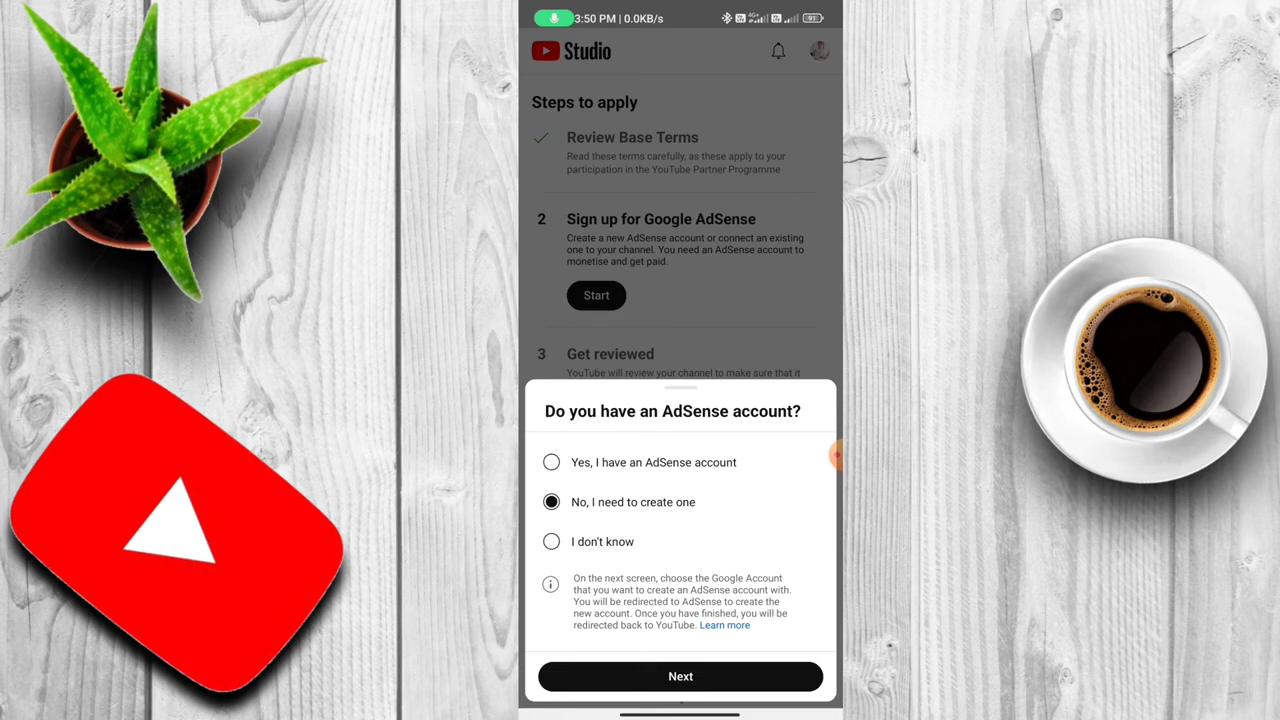 3:50 PM | 0.0KB/s
4G+
91
Studio
Steps to apply
Review Base Terms
Read these terms carefully, as these apply to your
participation in the YouTube Partner Programme
2 Sign up for Google AdSense
Create a new AdSense account or connect an existing
one to your channel. You need an AdSense account to
monetise and get paid.
Start
3 Get reviewed
YouTube will review your channel to make sure that it
Do you have an AdSense account?
Yes, I have an AdSense account
No, I need to create one
I don't know
On the next screen, choose the Google Account
that you want to create an AdSense account with.
You will be redirected to AdSense to create the
new account. Once you have finished, you will be
redirected back to YouTube. Learn more
Next